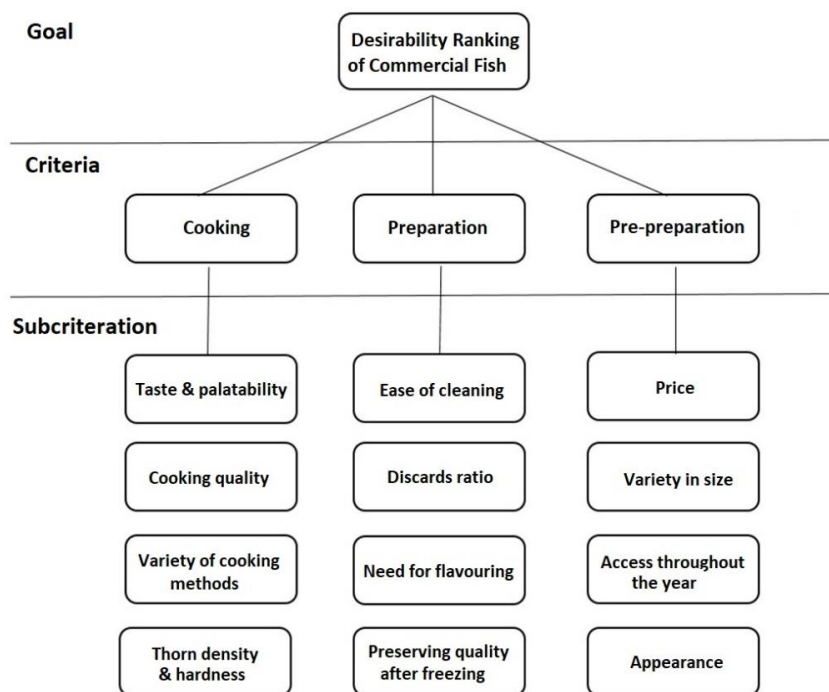 Goal
Desirability Ranking
of Commercial Fish
Criteria
Cooking
Preparation
Pre-preparation
Subcriteration
Taste & palatability
Ease of cleaning
Price
Cooking quality
Discards ratio
Variety in size
Variety of cooking
methods
Need for flavouring
Access throughout
the year
Thorn density
& hardness
Preserving quality
after freezing
Appearance